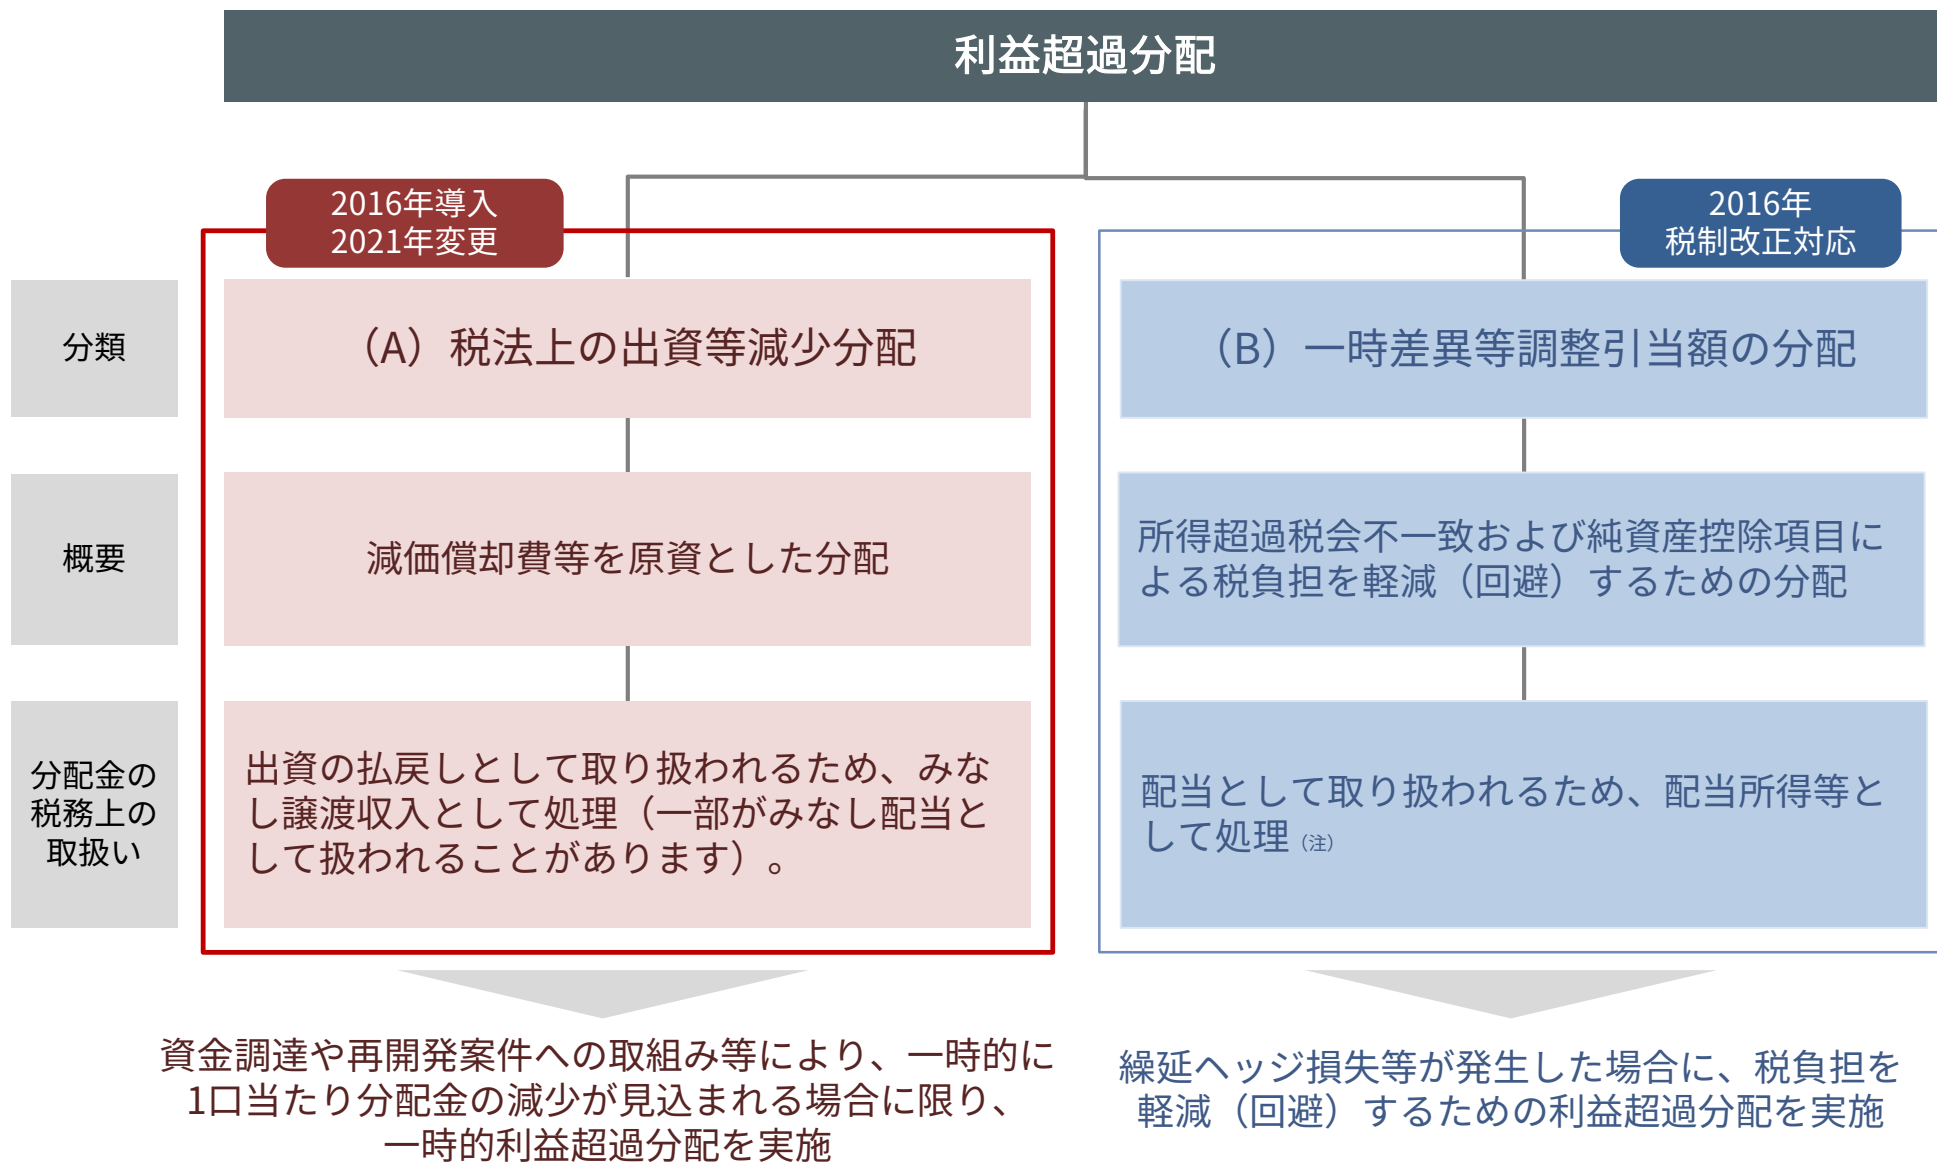 利益超過分配
2016年導入
2021年変更
2016年
税制改正対応
分類
（A）税法上の出資等減少分配
（B）一時差異等調整引当額の分配
概要
減価償却費等を原資とした分配
所得超過税会不一致および純資産控除項目に
よる税負担を軽減（回避）するための分配
分配金の
税務上の
取扱い
出資の払戻しとして取り扱われるため、みな
し譲渡収入として処理（一部がみなし配当と
して扱われることがあります）。
配当として取り扱われるため、配当所得等と
して処理（注）
資金調達や再開発案件への取組み等により、一時的に
1口当たり分配金の減少が見込まれる場合に限り、
一時的利益超過分配を実施
繰延ヘッジ損失等が発生した場合に、税負担を
軽減（回避）するための利益超過分配を実施